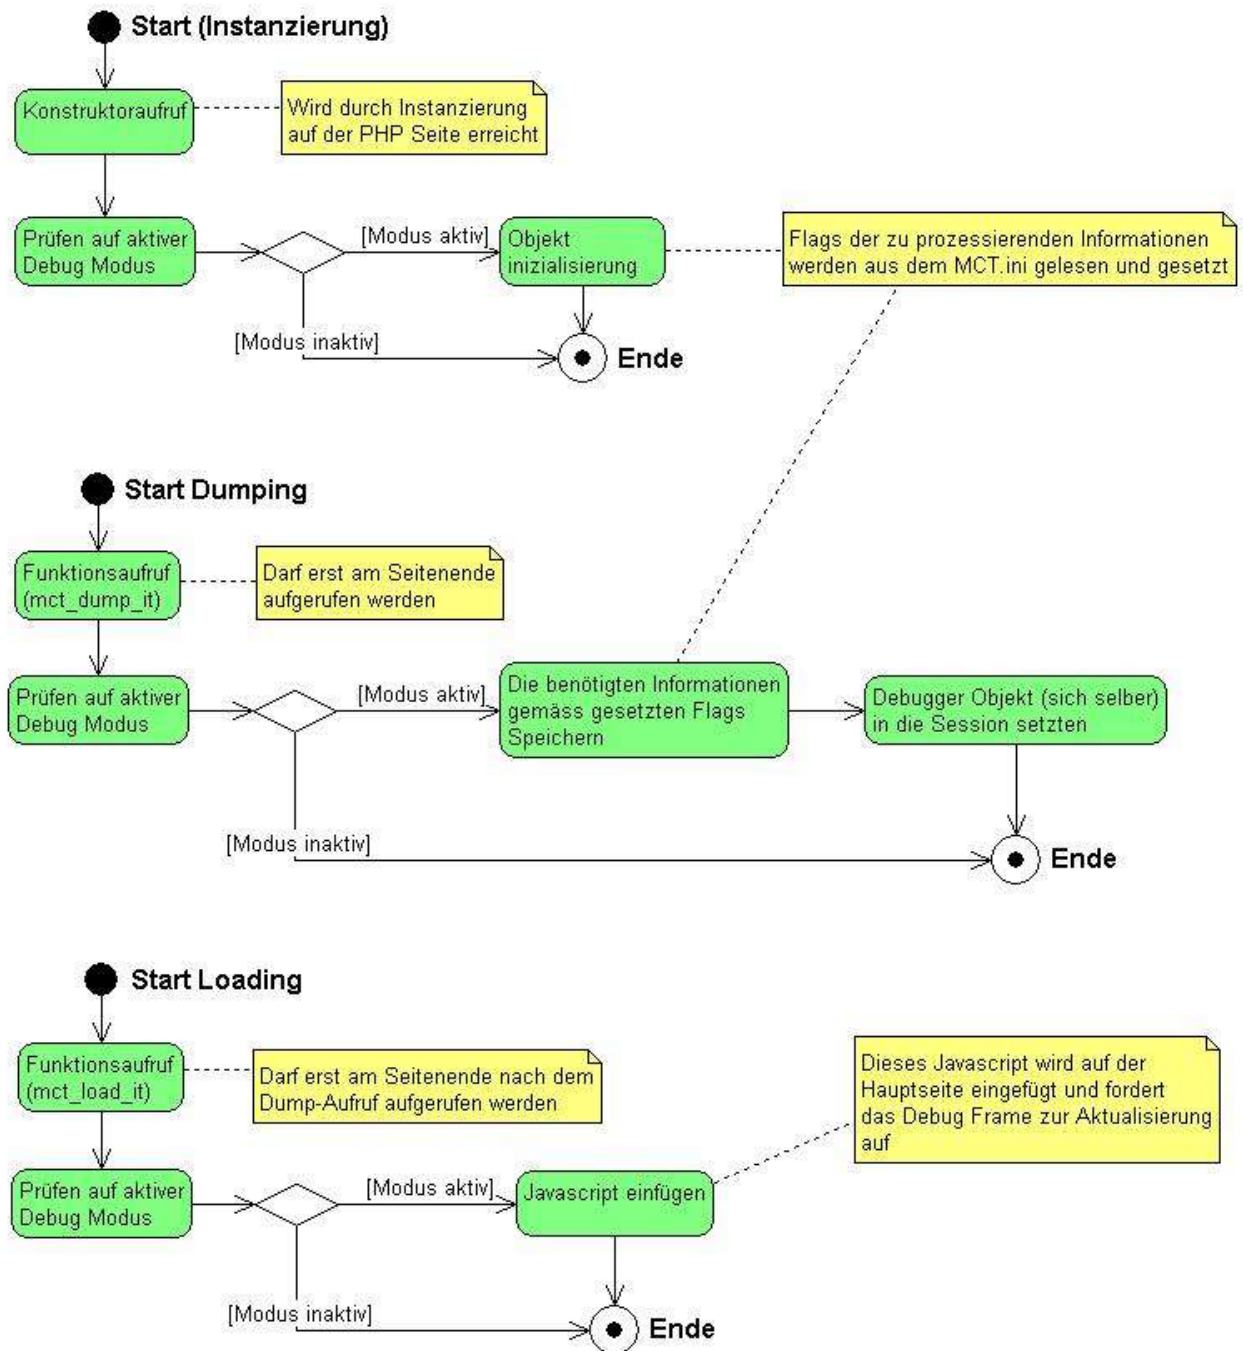 Start (Instanzierung)
Konstruktoraufruf
Wird durch Instanzierung
auf der PHP Seite erreicht
Prüfen auf aktiver
Debug Modus
[Modus aktiv]
Objekt
inizialisierung
Flags der zu prozessierenden Informationen
werden aus dem MCT.ini gelesen und gesetzt
[Modus inaktiv]
Ende
Start Dumping
Funktionsaufruf
(mct_dump_it)
Darf erst am Seitenende
aufgerufen werden
Prüfen auf aktiver
Debug Modus
[Modus aktiv]
Die benötigten Informationen
gemäss gesetzten Flags
Speichern
Debugger Objekt (sich selber)
in die Session setzten
[Modus inaktiv]
Ende
Start Loading
Funktionsaufruf
(mct_load_it)
Darf erst am Seitenende nach dem
Dump-Aufruf aufgerufen werden
Dieses Javascript wird auf der
Hauptseite eingefügt und fordert
das Debug Frame zur Aktualisierung
auf
Prüfen auf aktiver
Debug Modus
[Modus aktiv]
Javascript einfügen
[Modus inaktiv]
Ende